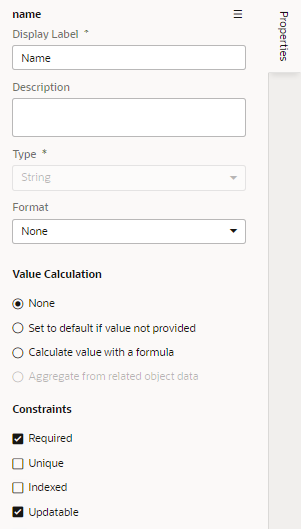 name
Properties
Display Label *
Name
Description
Type *
String
Format
None
Value Calculation
None
Set to default if value not provided
Calculate value with a formula
Aggregate from related object data
Constraints
Required
Unique
Indexed
Updatable